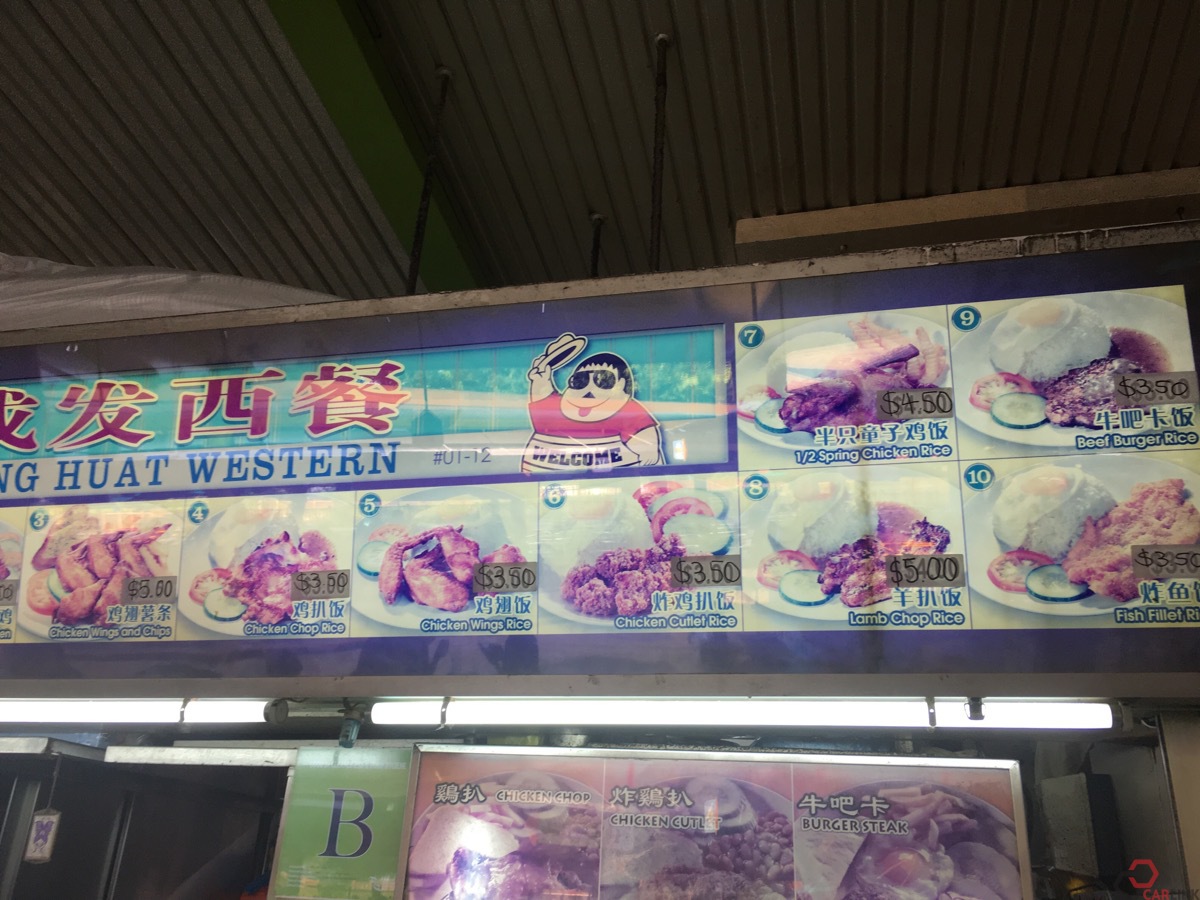 发西餐
NG HUAT WESTERN
#01-12
WELCOME
7
$4.50
半只童子鸡饭
1/2 Spring Chicken Rice
9
$3.50
牛吧卡饭
Beef Burger Rice
3
$5.00
鸡翅薯条
Chicken Wings and Chips
4
$3.50
鸡扒饭
Chicken Chop Rice
5
$3.50
鸡翅饭
Chicken Wings Rice
6
$3.50
炸鸡扒饭
Chicken Cutlet Rice
8
$5.00
羊扒饭
Lamb Chop Rice
10
$3.50
炸鱼
Fish Fillet Ri
B
鷄扒 CHICKEN CHOP
炸鷄扒
CHICKEN CUTLET
牛吧卡
BURGER STEAK